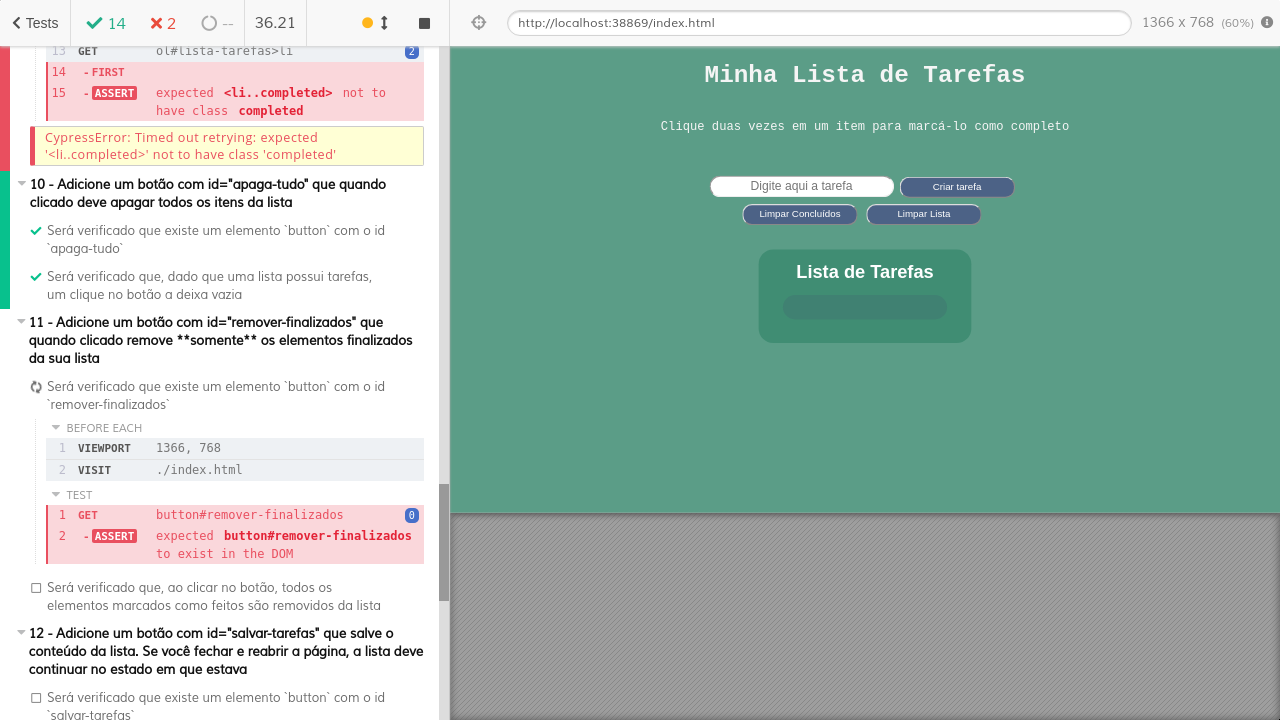 Tests
14
2
--
36.21
http://localhost:38869/index.html
1366 x 768 (60%)
13 GET ol#lista-tarefas>li 2
14 - FIRST
15 - ASSERT expected <li..completed> not to
have class completed
CypressError: Timed out retrying: expected
'<li..completed>' not to have class 'completed'
10 - Adicione um botão com id="apaga-tudo" que quando
clicado deve apagar todos os itens da lista
Será verificado que existe um elemento `button` com o id
`apaga-tudo`
Será verificado que, dado que uma lista possui tarefas,
um clique no botão a deixa vazia
11 - Adicione um botão com id="remover-finalizados" que
quando clicado remove **somente** os elementos finalizados
da sua lista
Será verificado que existe um elemento `button` com o id
`remover-finalizados`
BEFORE EACH
1 VIEWPORT 1366, 768
2 VISIT ./index.html
TEST
1 GET button#remover-finalizados 0
2 - ASSERT expected button#remover-finalizados
to exist in the DOM
Será verificado que, ao clicar no botão, todos os
elementos marcados como feitos são removidos da lista
12 - Adicione um botão com id="salvar-tarefas" que salve o
conteúdo da lista. Se você fechar e reabrir a página, a lista deve
continuar no estado em que estava
Será verificado que existe um elemento `button` com o id
`salvar-tarefas`
Minha Lista de Tarefas
Clique duas vezes em um item para marcá-lo como completo
Digite aqui a tarefa
Criar tarefa
Limpar Concluídos
Limpar Lista
Lista de Tarefas